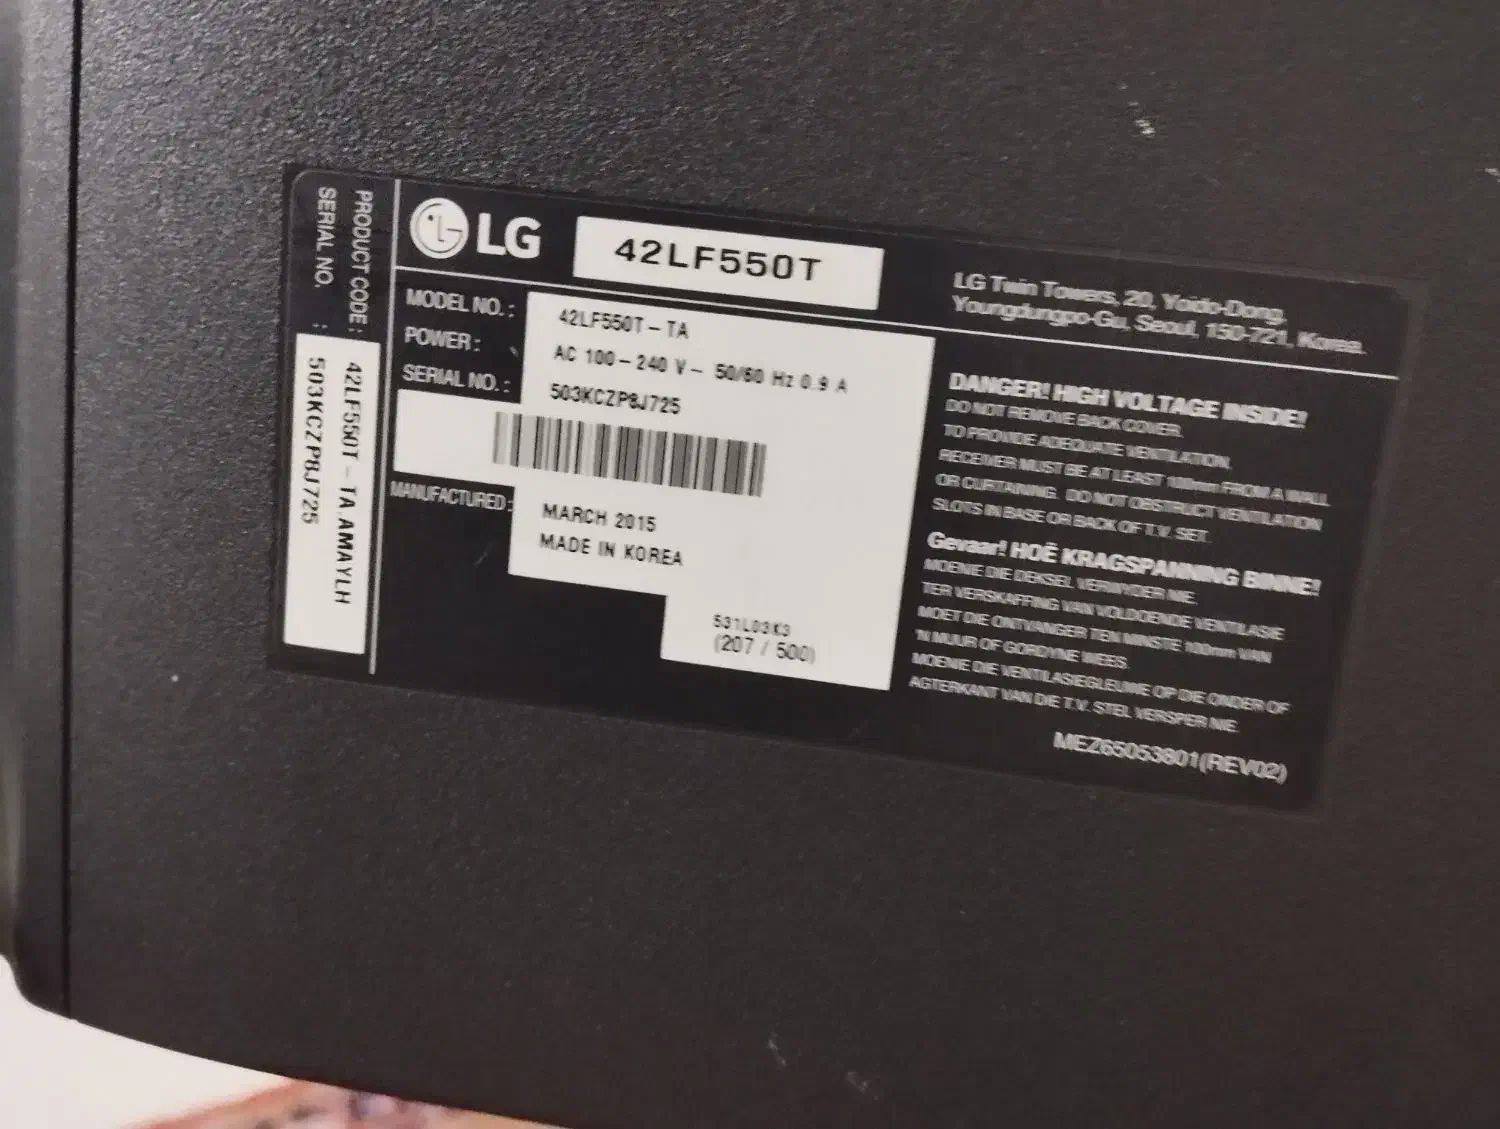 PRODUCT CODE : 42LF550T - TA.AMAYLH
SERIAL NO. : 503KCZP8J725
LG 42LF550T
LG Twin Towers, 20, Yoido-Dong,
Youngdungpo-Gu, Seoul, 150-721, Korea.
MODEL NO. : 42LF550T - TA
POWER : AC 100 - 240 V ~ 50/60 Hz 0.9 A
SERIAL NO. : 503KCZP8J725
MANUFACTURED : MARCH 2015
MADE IN KOREA
531L03K3
(207 / 500)
DANGER! HIGH VOLTAGE INSIDE!
DO NOT REMOVE BACK COVER.
TO PROVIDE ADEQUATE VENTILATION,
RECEIVER MUST BE AT LEAST 100mm FROM A WALL
OR CURTAINING. DO NOT OBSTRUCT VENTILATION
SLOTS IN BASE OR BACK OF T.V. SET.
Gevaar! HOË KRAGSPANNING BINNE!
MOENIE DIE DEKSEL VERWYDER NIE.
TER VERSKAFFING VAN VOLDOENDE VENTILASIE
MOET DIE ONTVANGER TEN MINSTE 100mm VAN
'N MUUR OF GORDYNE WEES.
MOENIE DIE VENTILASIEGLEUWE OP DIE ONDER OF
AGTERKANT VAN DIE T.V. STEL VERSPER NIE.
MEZ65053801(REV02)